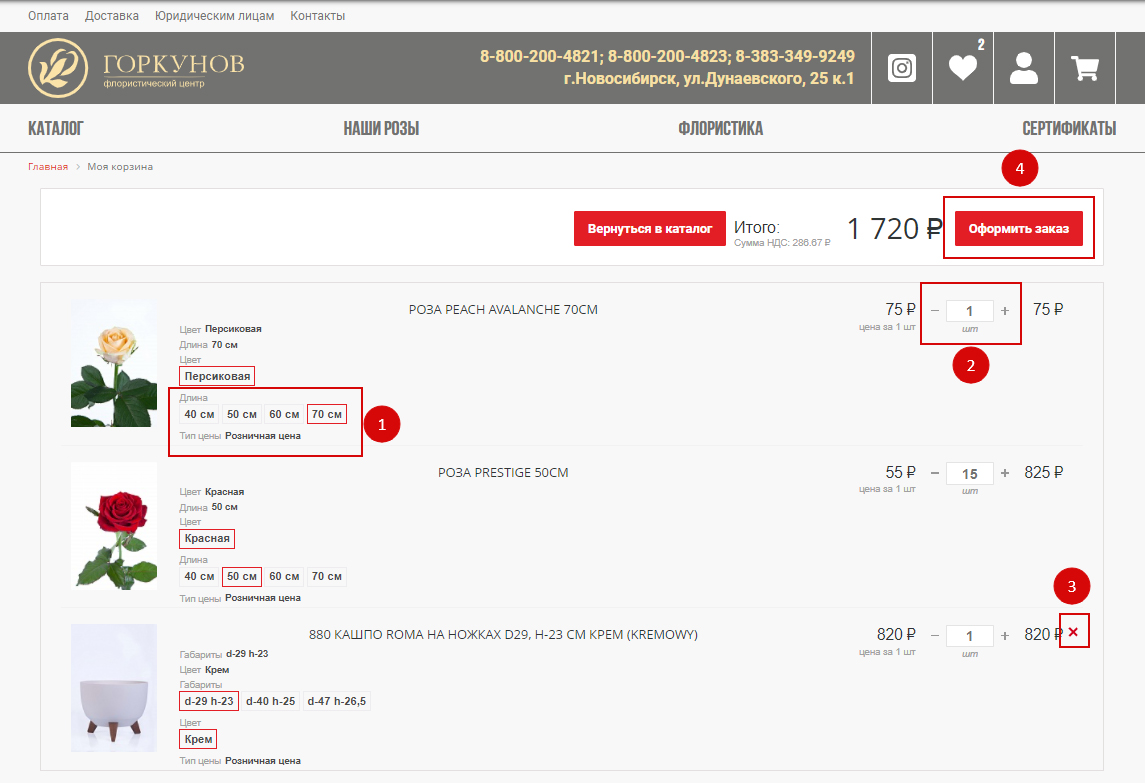 Оплата Доставка Юридическим лицам Контакты
ГОРКУНОВ
флористический центр
8-800-200-4821; 8-800-200-4823; 8-383-349-9249
г.Новосибирск, ул.Дунаевского, 25 к.1
2
КАТАЛОГ НАШИ РОЗЫ ФЛОРИСТИКА СЕРТИФИКАТЫ
Главная > Моя корзина
4
Вернуться в каталог Итого: 1 720 ₽ Оформить заказ
Сумма НДС: 286.67 ₽
РОЗА PEACH AVALANCHE 70СМ 75 ₽ − 1 + 75 ₽
цена за 1 шт шт
Цвет Персиковая
Длина 70 см
Цвет
Персиковая
2
Длина
40 см 50 см 60 см 70 см
1
Тип цены Розничная цена
РОЗА PRESTIGE 50СМ 55 ₽ − 15 + 825 ₽
цена за 1 шт шт
Цвет Красная
Длина 50 см
Цвет
Красная
Длина
40 см 50 см 60 см 70 см
3
Тип цены Розничная цена
880 КАШПО ROMA НА НОЖКАХ D29, H-23 СМ КРЕМ (KREMOWY) 820 ₽ − 1 + 820 ₽ ×
цена за 1 шт шт
Габариты d-29 h-23
Цвет Крем
Габариты
d-29 h-23 d-40 h-25 d-47 h-26,5
Цвет
Крем
Тип цены Розничная цена